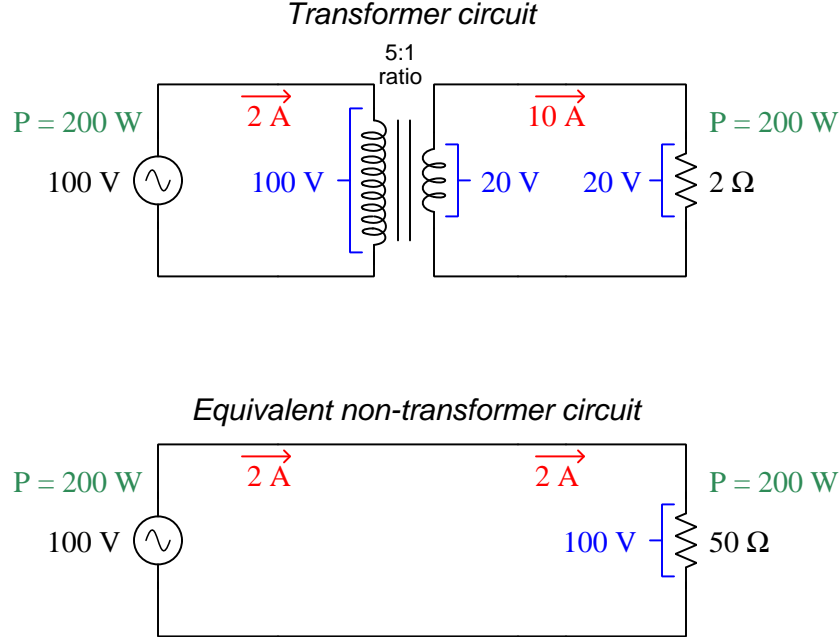 Transformer circuit
5:1
ratio
2 A
10 A
P = 200 W
P = 200 W
100 V
100 V
20 V
20 V
2 Ω
Equivalent non-transformer circuit
2 A
2 A
P = 200 W
P = 200 W
100 V
100 V
50 Ω